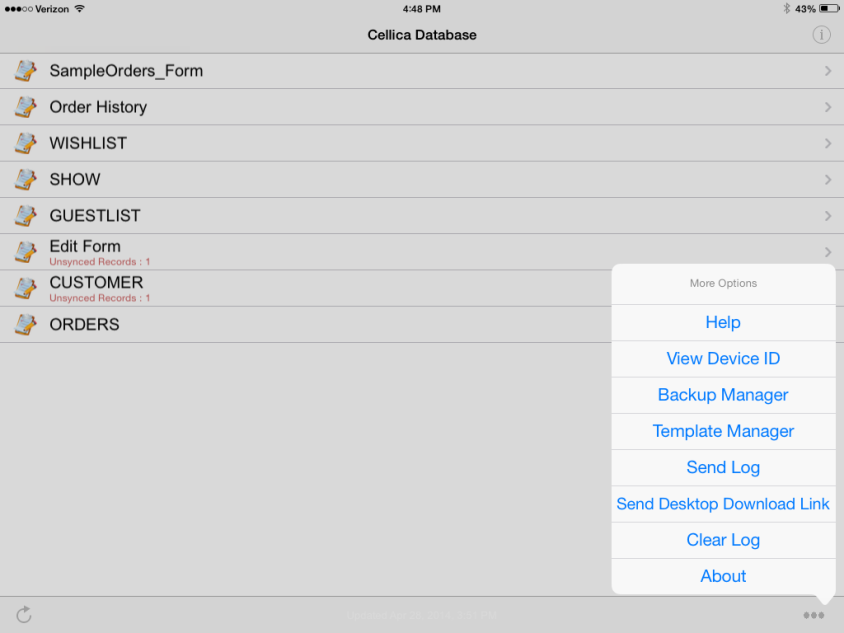 Verizon 4:48 PM 43%
Cellica Database
SampleOrders_Form
Order History
WISHLIST
SHOW
GUESTLIST
Edit Form
Unsynced Records : 1
CUSTOMER
Unsynced Records : 1
ORDERS
More Options
Help
View Device ID
Backup Manager
Template Manager
Send Log
Send Desktop Download Link
Clear Log
About